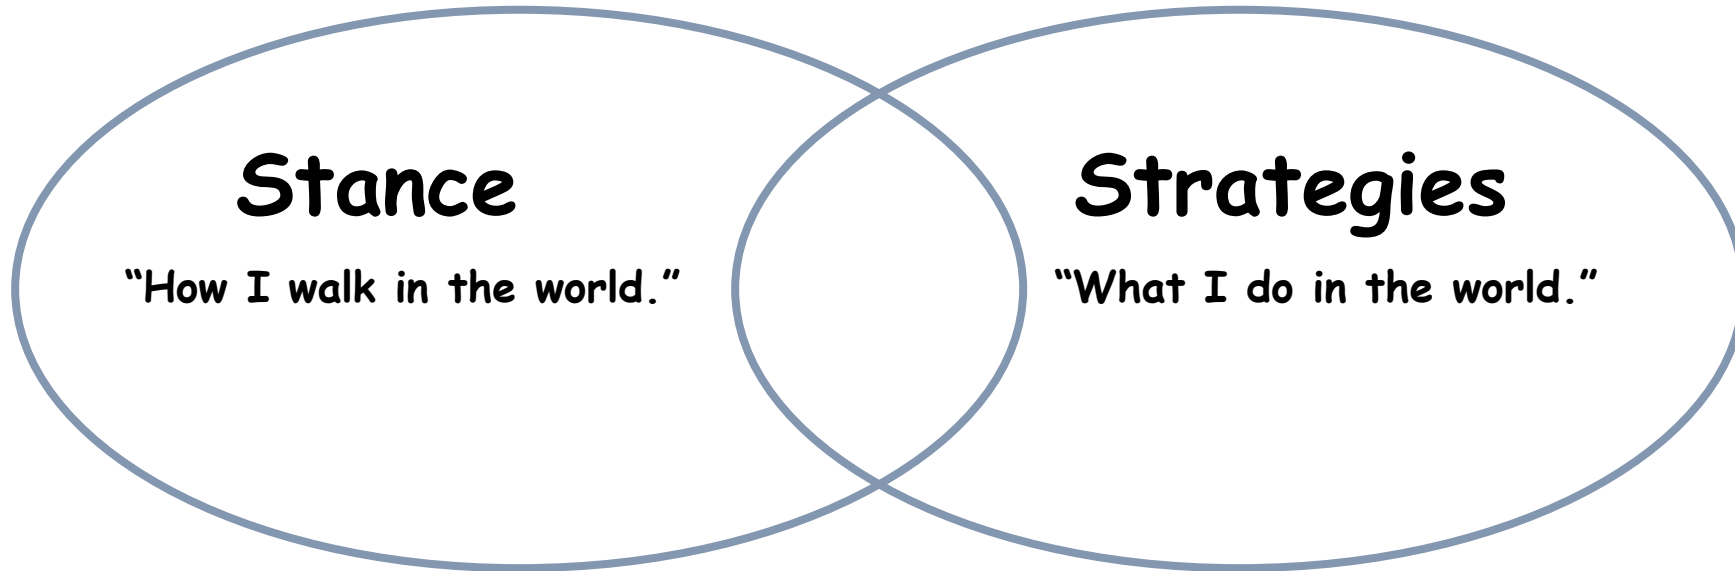 Stance
“How I walk in the world.”
Strategies
“What I do in the world.”